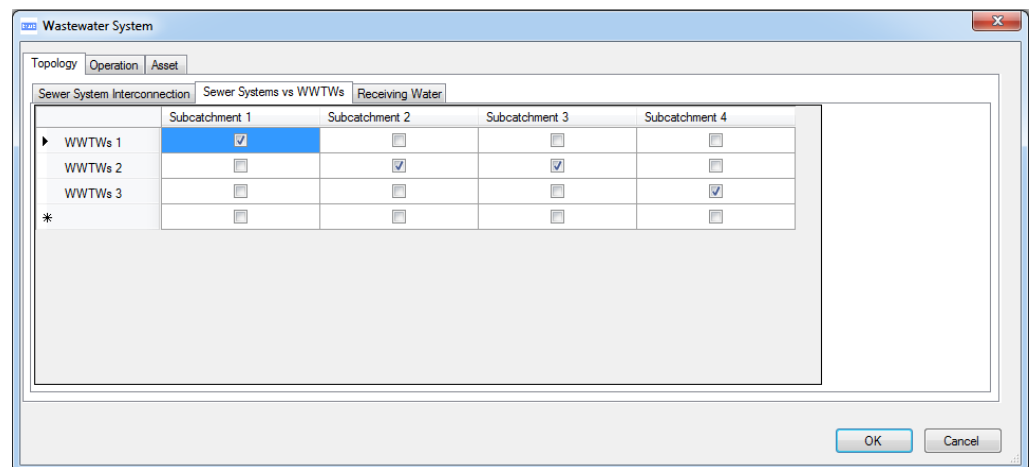 Wastewater System
Topology Operation Asset
Sewer System Interconnection Sewer Systems vs WWTWs Receiving Water
Subcatchment 1 Subcatchment 2 Subcatchment 3 Subcatchment 4
WWTWs 1
WWTWs 2
WWTWs 3
OK Cancel